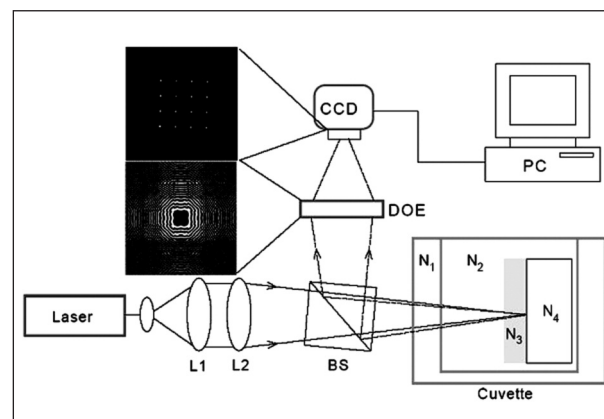 CCD
PC
DOE
N₁
N₂
Laser
N₃
N₄
L1 L2 BS
Cuvette